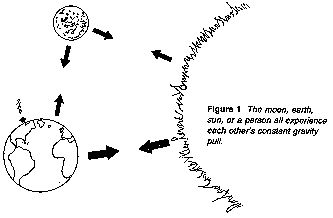 Figure 1 The moon, earth,
sun, or a person all experience
each other's constant gravity
pull.